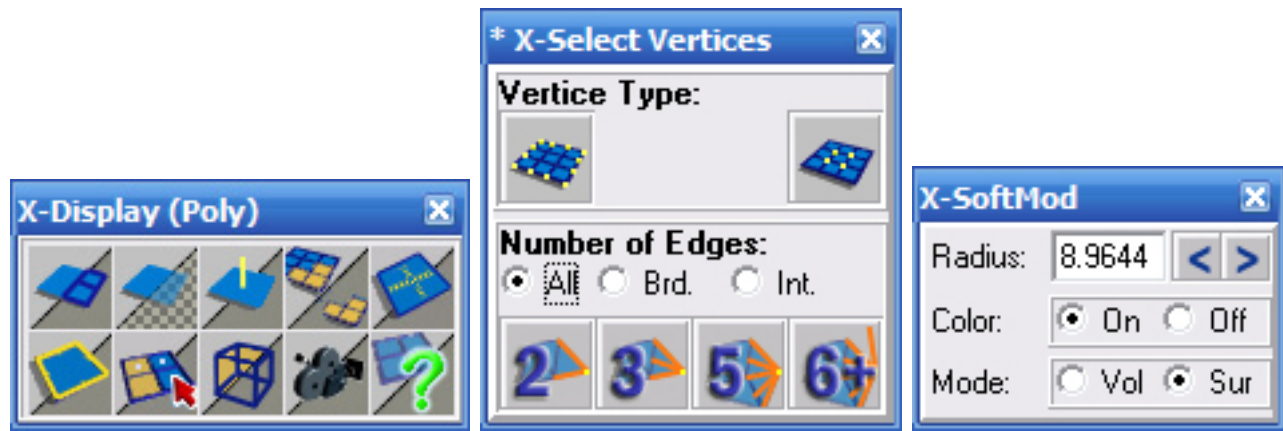 X-Display (Poly)
* X-Select Vertices
Vertice Type:
Number of Edges:
All Brd. Int.
2 3 5 6+
X-SoftMod
Radius: 8.9644 < >
Color: On Off
Mode: Vol Sur
?